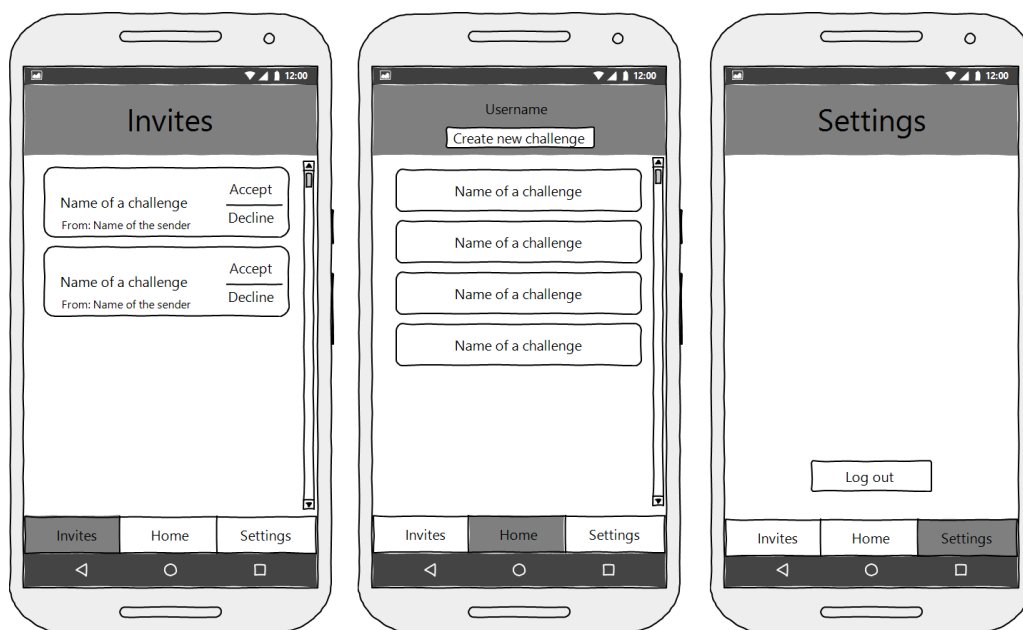 12:00
Invites
Name of a challenge
From: Name of the sender
Accept
Decline
Name of a challenge
From: Name of the sender
Accept
Decline
Invites
Home
Settings
12:00
Username
Create new challenge
Name of a challenge
Name of a challenge
Name of a challenge
Name of a challenge
Invites
Home
Settings
12:00
Settings
Log out
Invites
Home
Settings